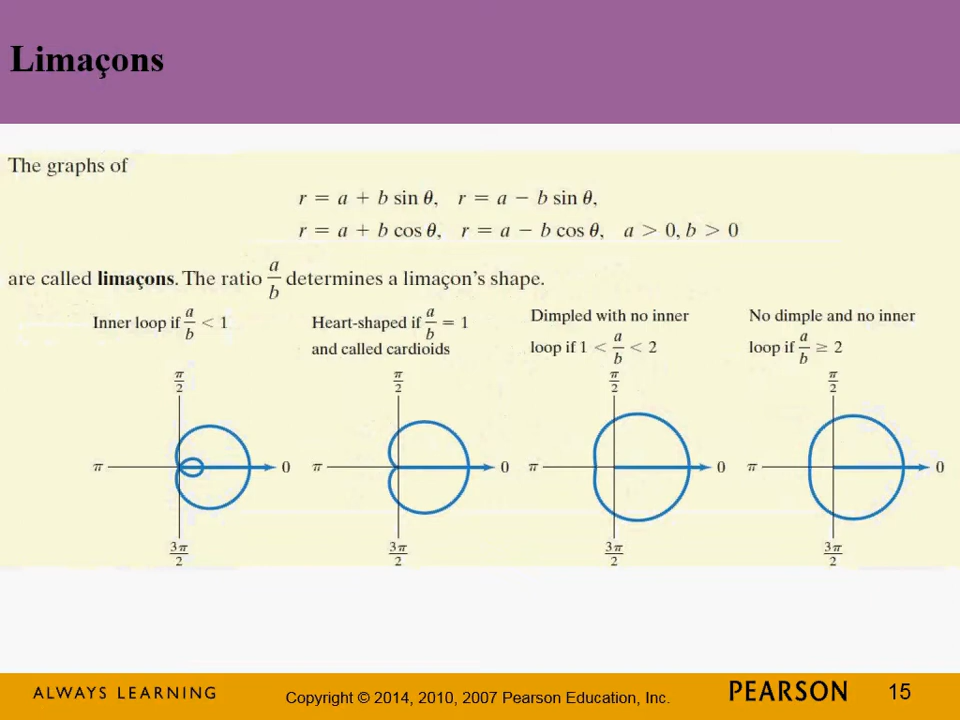 Limaçons
The graphs of
r = a + b sin θ, r = a − b sin θ,
r = a + b cos θ, r = a − b cos θ, a > 0, b > 0
are called limaçons. The ratio a/b determines a limaçon's shape.
Inner loop if a/b < 1
Heart-shaped if a/b = 1
and called cardioids
Dimpled with no inner
loop if 1 < a/b < 2
No dimple and no inner
loop if a/b ≥ 2
π/2 π/2 π/2 π/2
π 0 π 0 π 0 π 0
3π/2 3π/2 3π/2 3π/2
ALWAYS LEARNING Copyright © 2014, 2010, 2007 Pearson Education, Inc. PEARSON 15